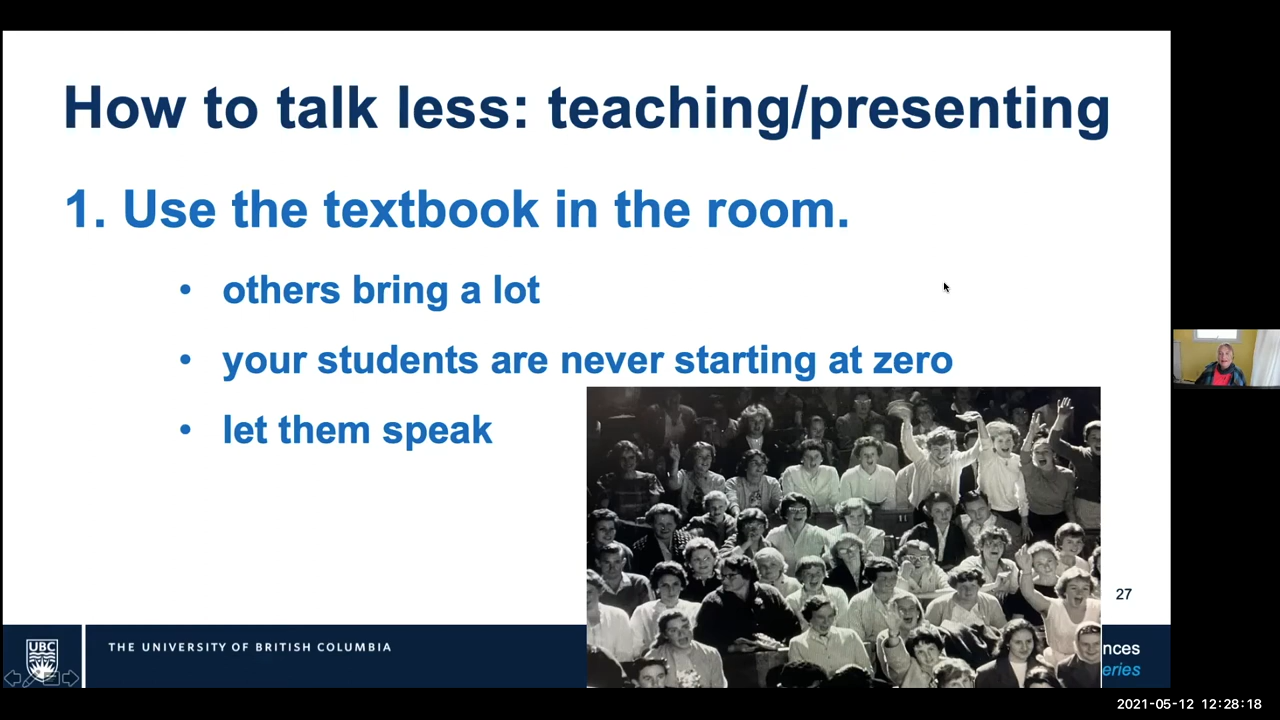 How to talk less: teaching/presenting
1. Use the textbook in the room.
• others bring a lot
• your students are never starting at zero
• let them speak
27
UBC
THE UNIVERSITY OF BRITISH COLUMBIA
nces
eries
2021-05-12 12:28:18